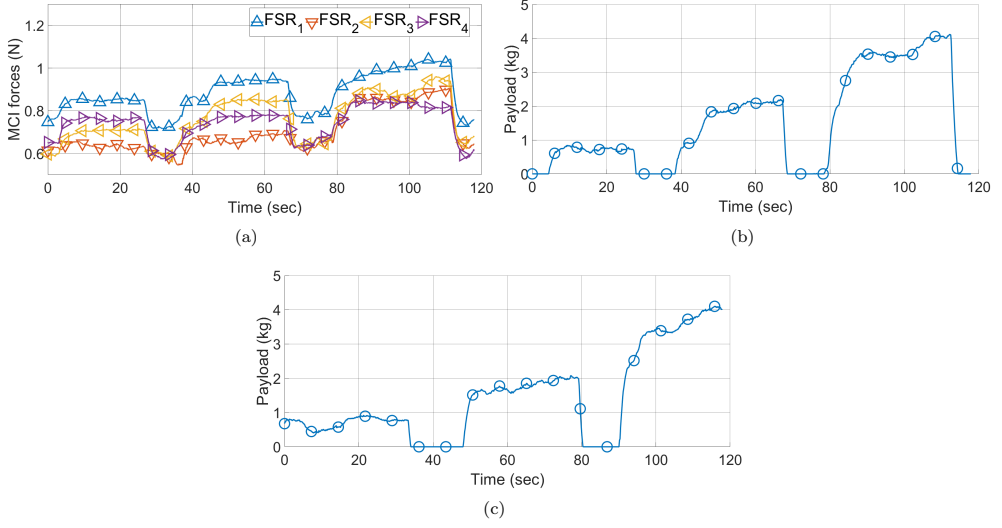 FSR1 FSR2 FSR3 FSR4
MCI forces (N)
1.2
1
0.8
0.6
0 20 40 60 80 100 120
Time (sec)
(a)
Payload (kg)
5
4
3
2
1
0
0 20 40 60 80 100 120
Time (sec)
(b)
Payload (kg)
5
4
3
2
1
0
0 20 40 60 80 100 120
Time (sec)
(c)